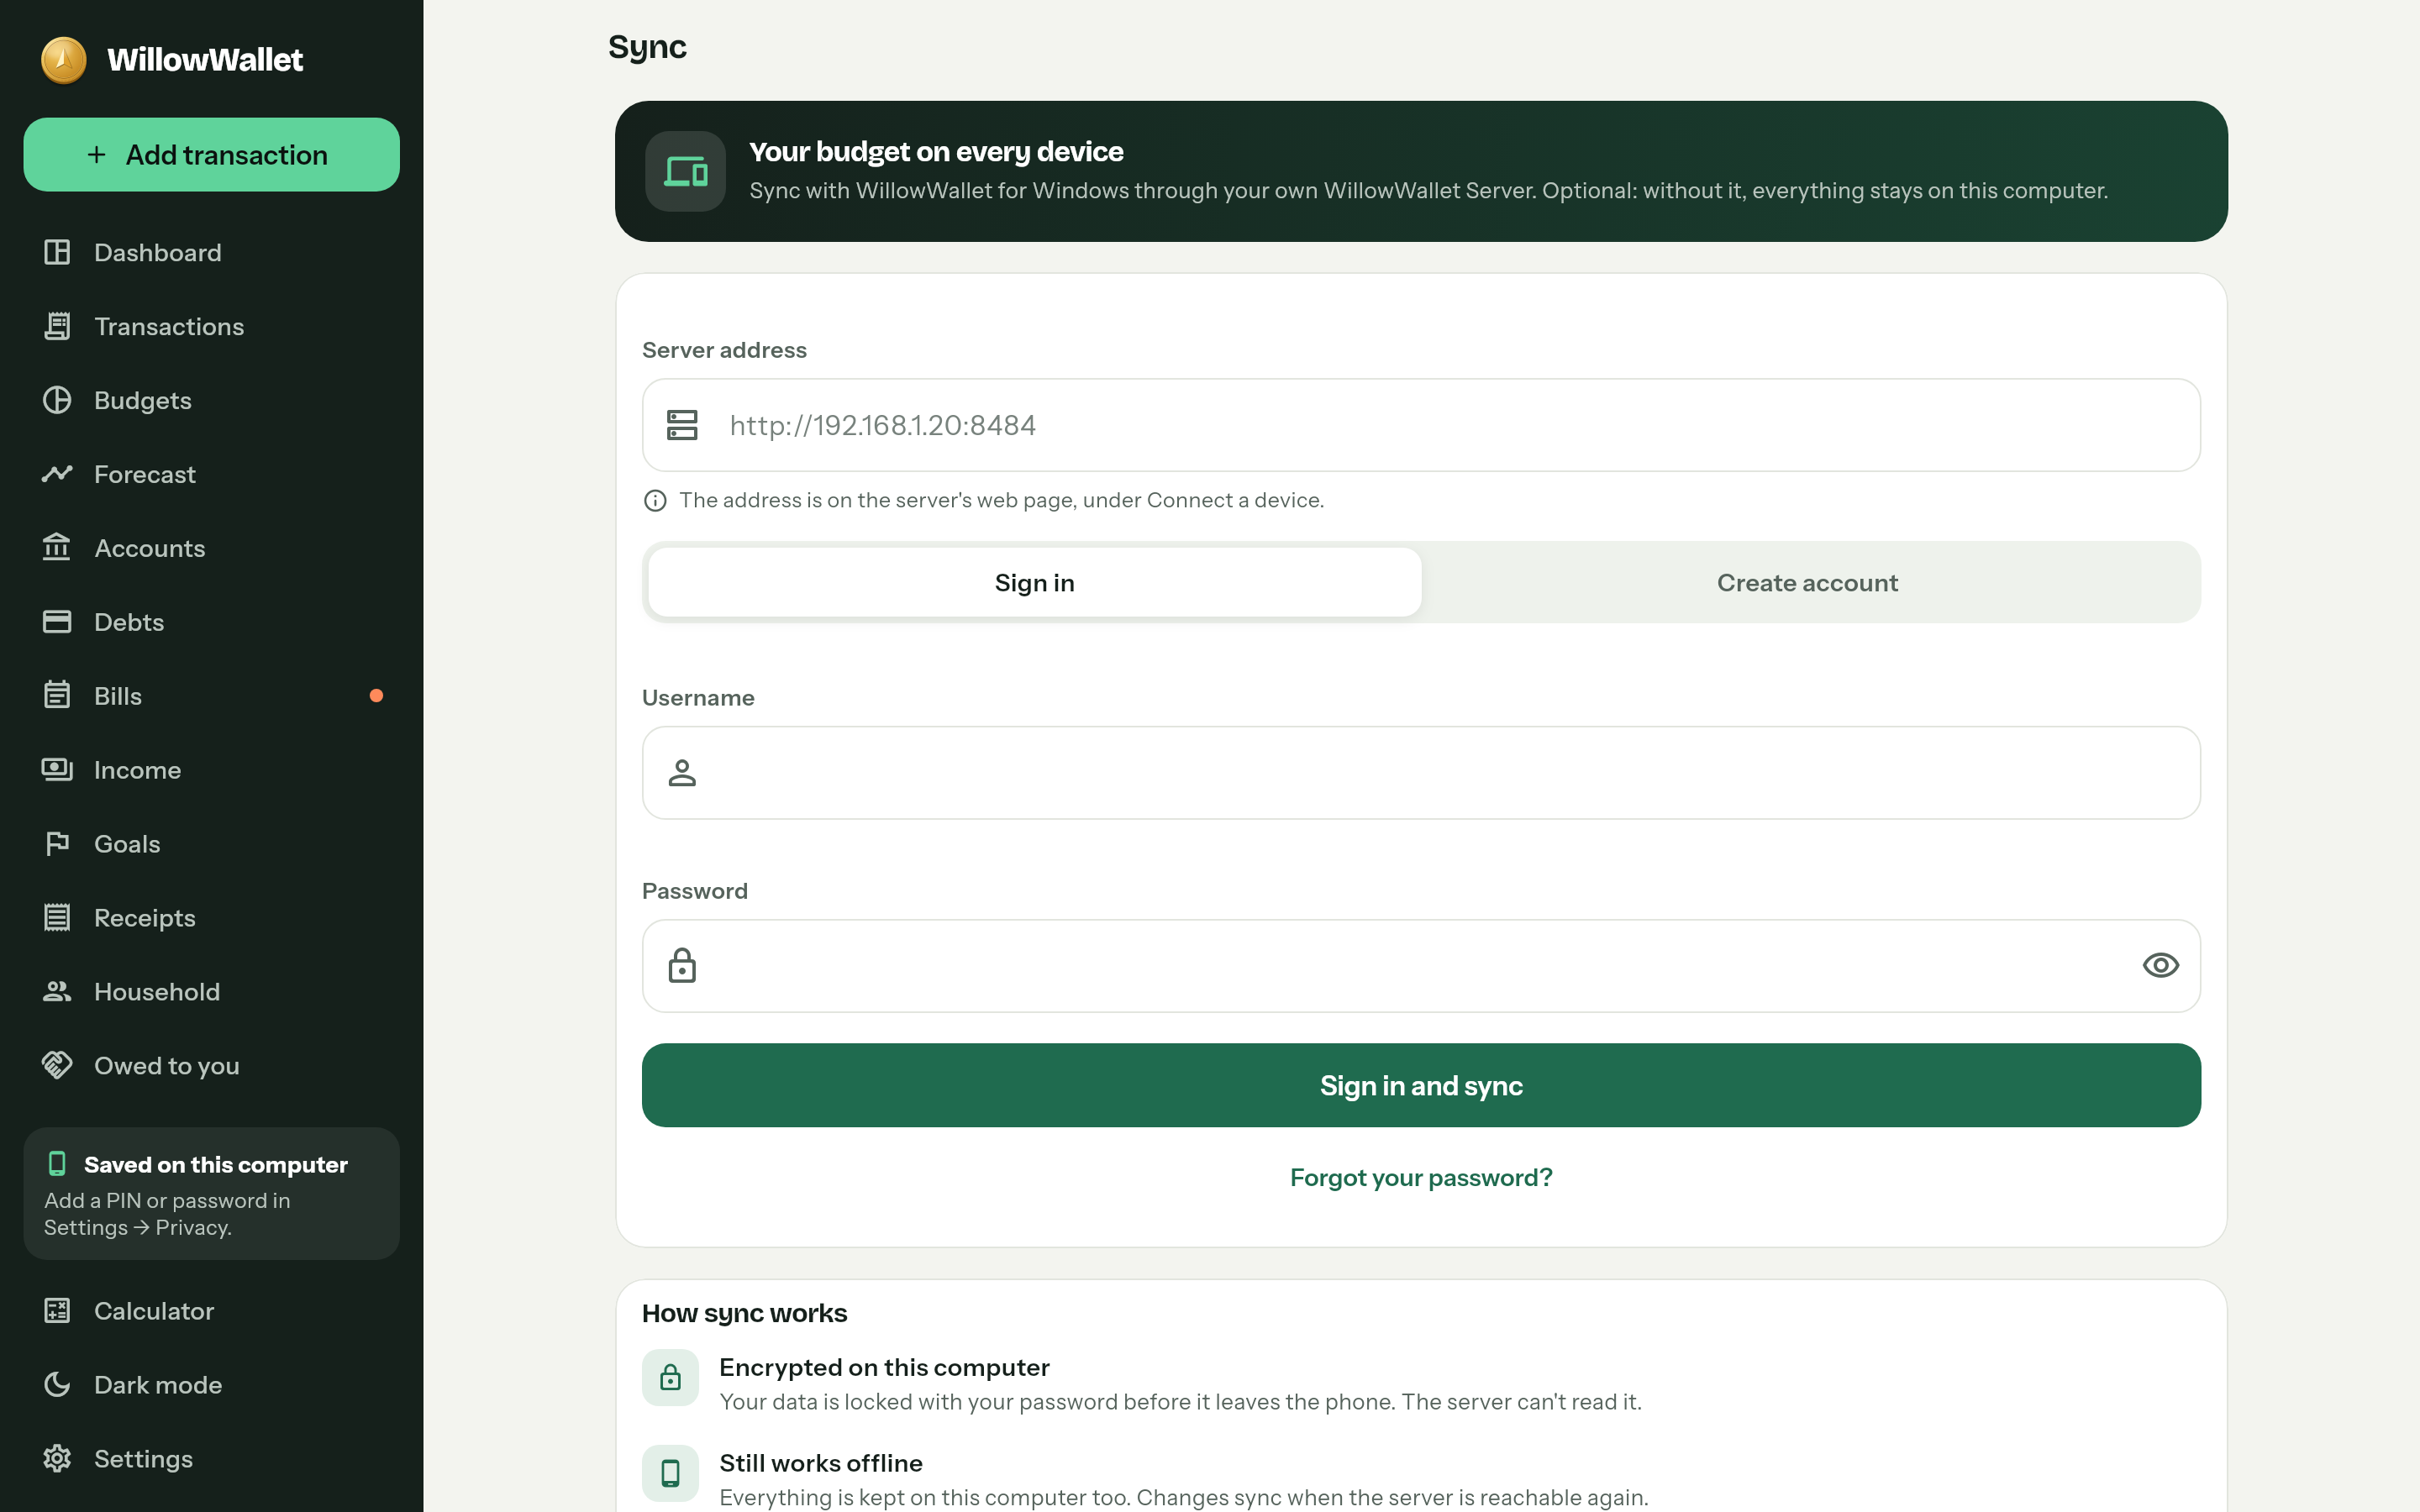 WillowWallet
+ Add transaction
Dashboard
Transactions
Budgets
Forecast
Accounts
Debts
Bills
Income
Goals
Receipts
Household
Owed to you
Saved on this computer
Add a PIN or password in
Settings → Privacy.
Calculator
Dark mode
Settings
Sync
Your budget on every device
Sync with WillowWallet for Windows through your own WillowWallet Server. Optional: without it, everything stays on this computer.
Server address
http://192.168.1.20:8484
The address is on the server's web page, under Connect a device.
Sign in
Create account
Username
Password
Sign in and sync
Forgot your password?
How sync works
Encrypted on this computer
Your data is locked with your password before it leaves the phone. The server can't read it.
Still works offline
Everything is kept on this computer too. Changes sync when the server is reachable again.